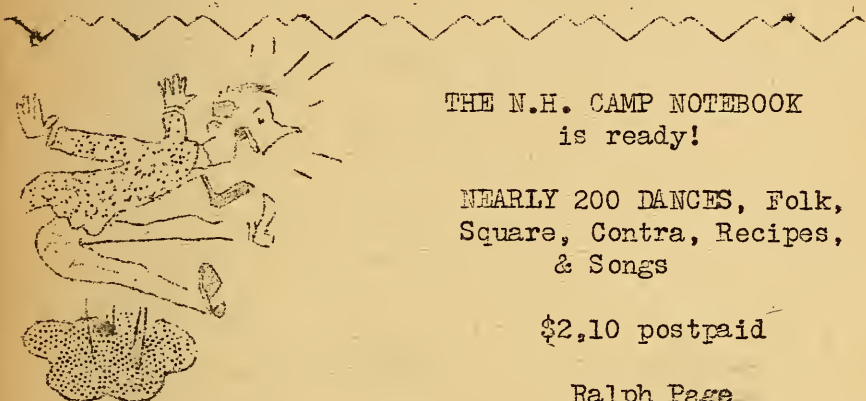 THE N.H. CAMP NOTEBOOK
is ready!
NEARLY 200 DANCES, Folk,
Square, Contra, Recipes,
& Songs
$2,10 postpaid
Ralph Page